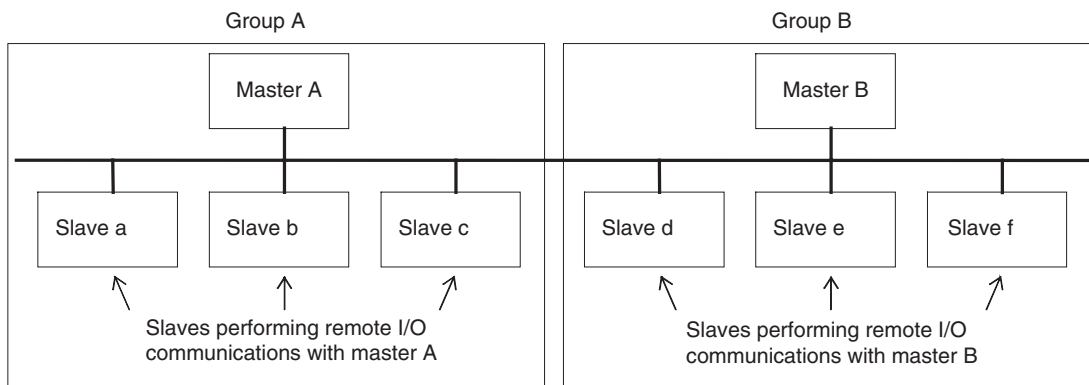 Group A
Group B
Master A
Master B
Slave a
Slave b
Slave c
Slave d
Slave e
Slave f
Slaves performing remote I/O
communications with master A
Slaves performing remote I/O
communications with master B